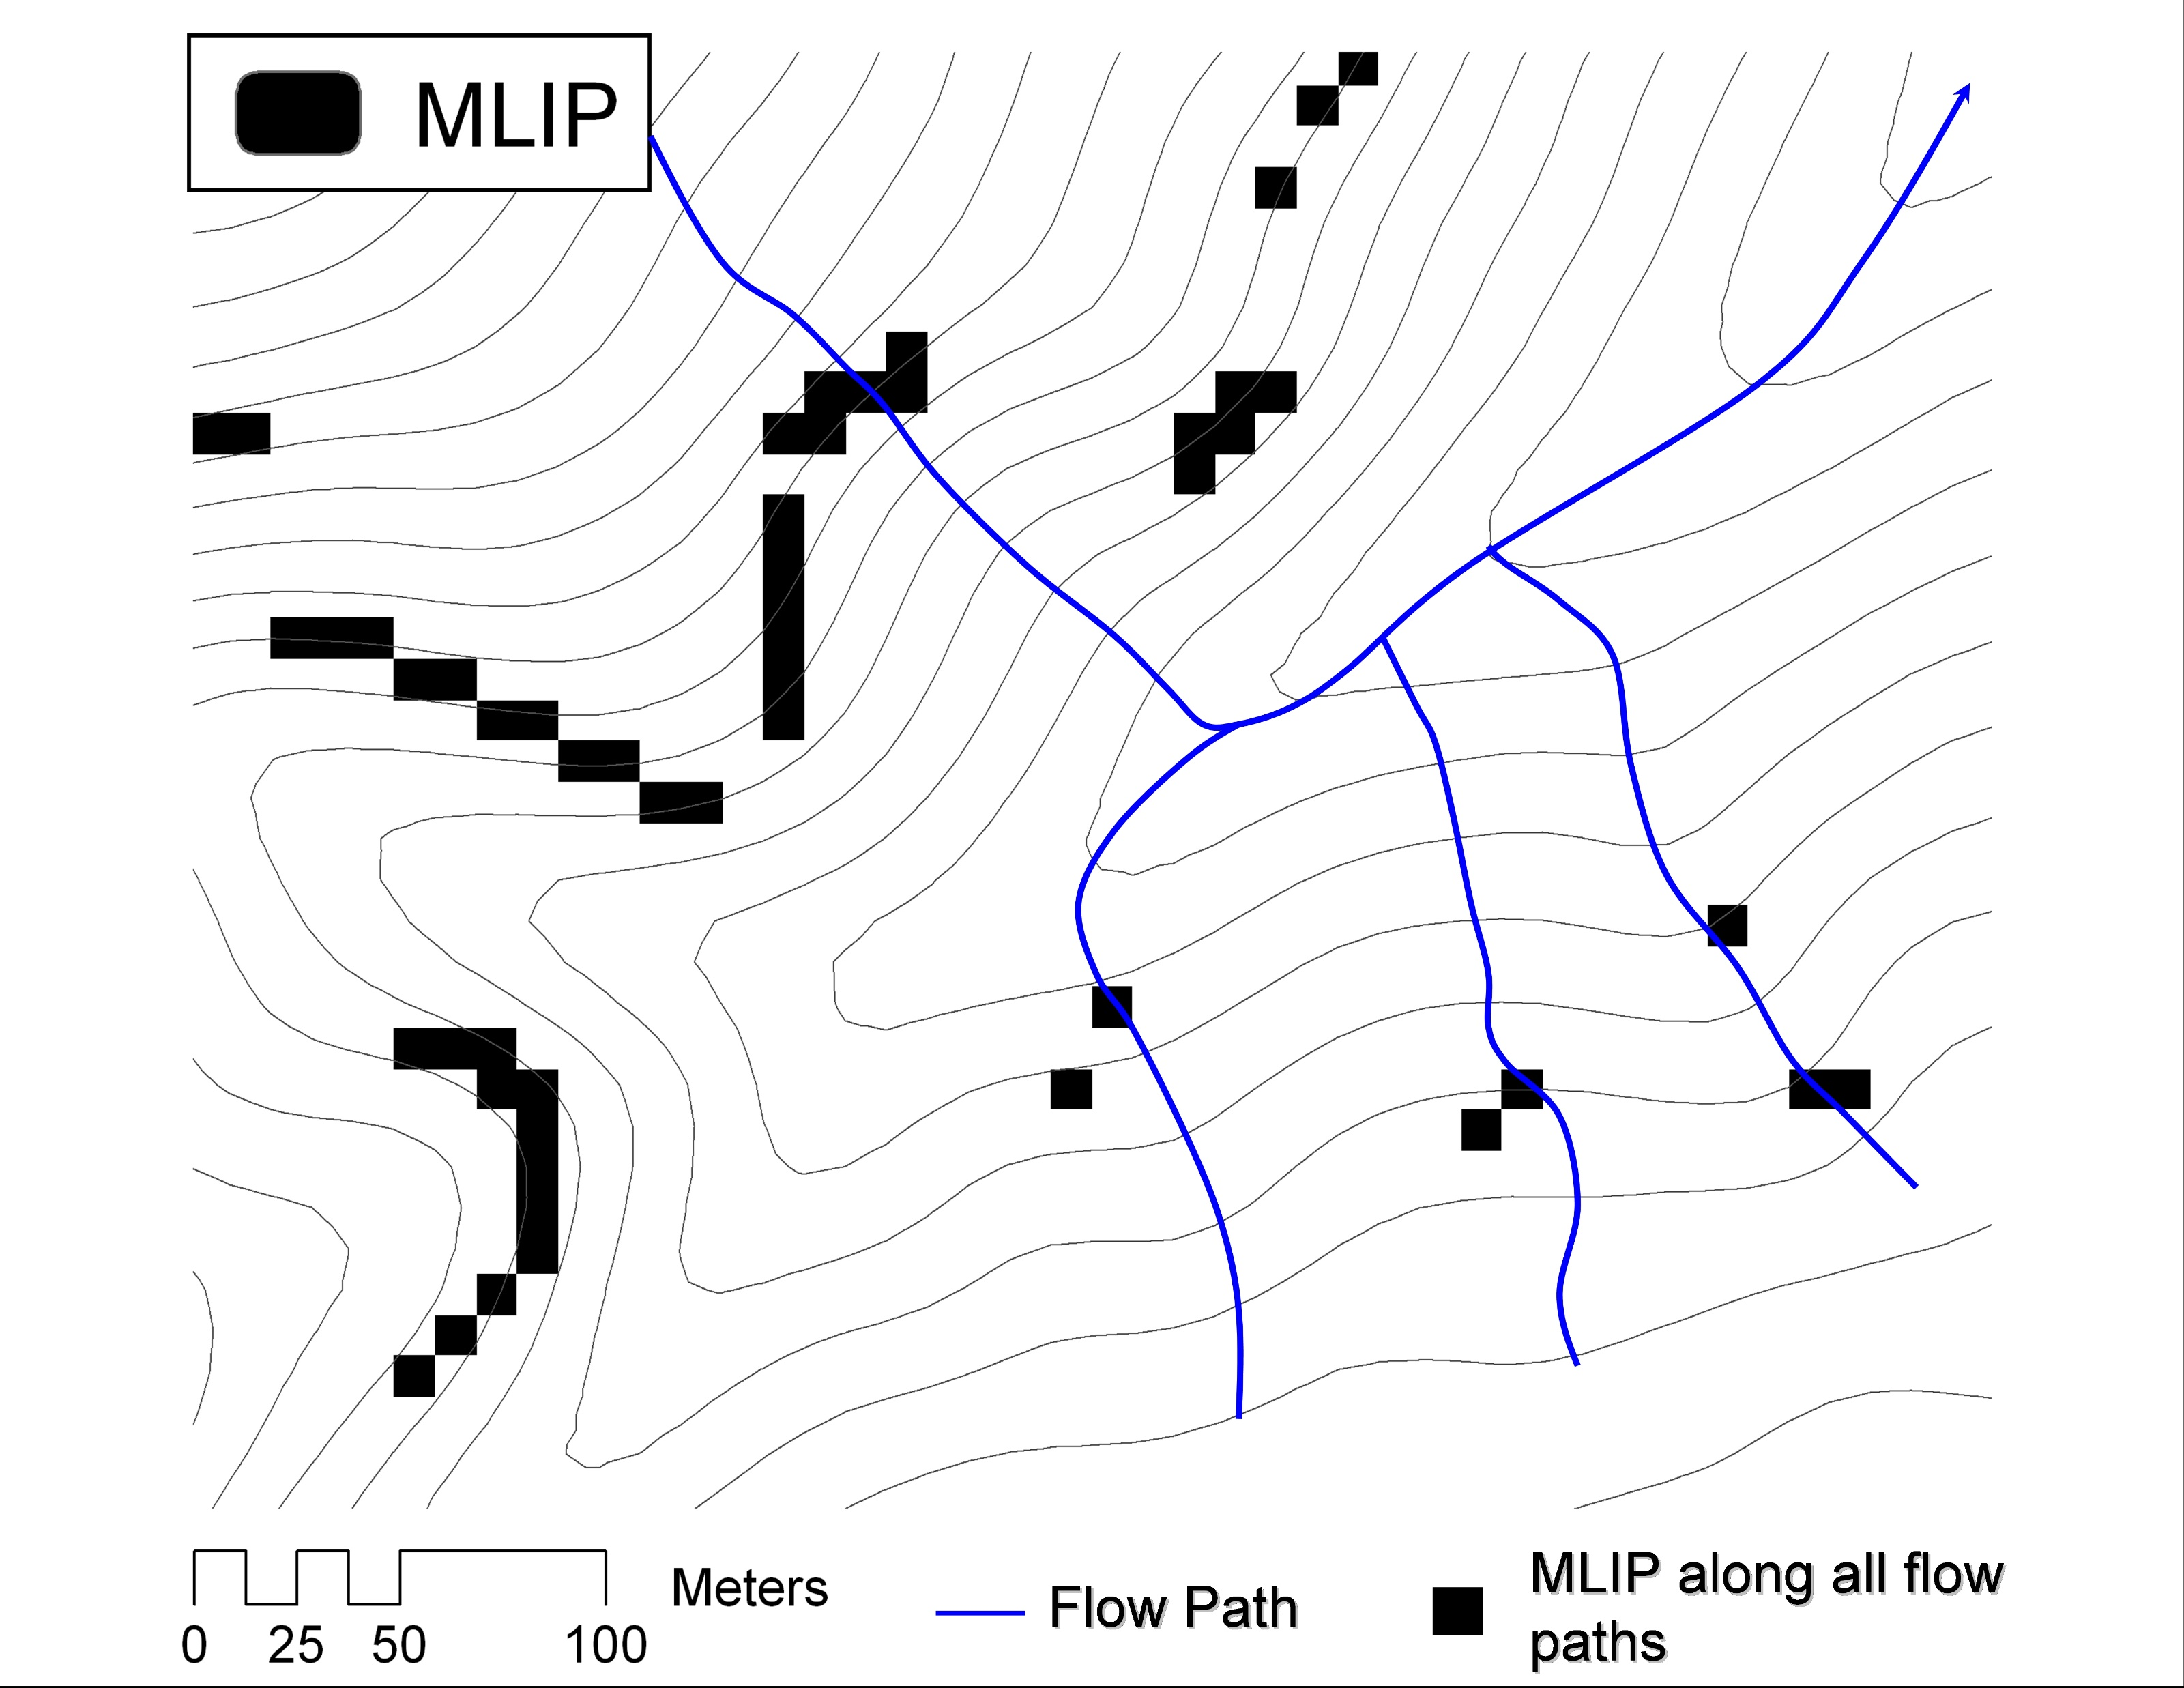 MLIP
Meters
0 25 50 100
Flow Path
MLIP along all flow
paths